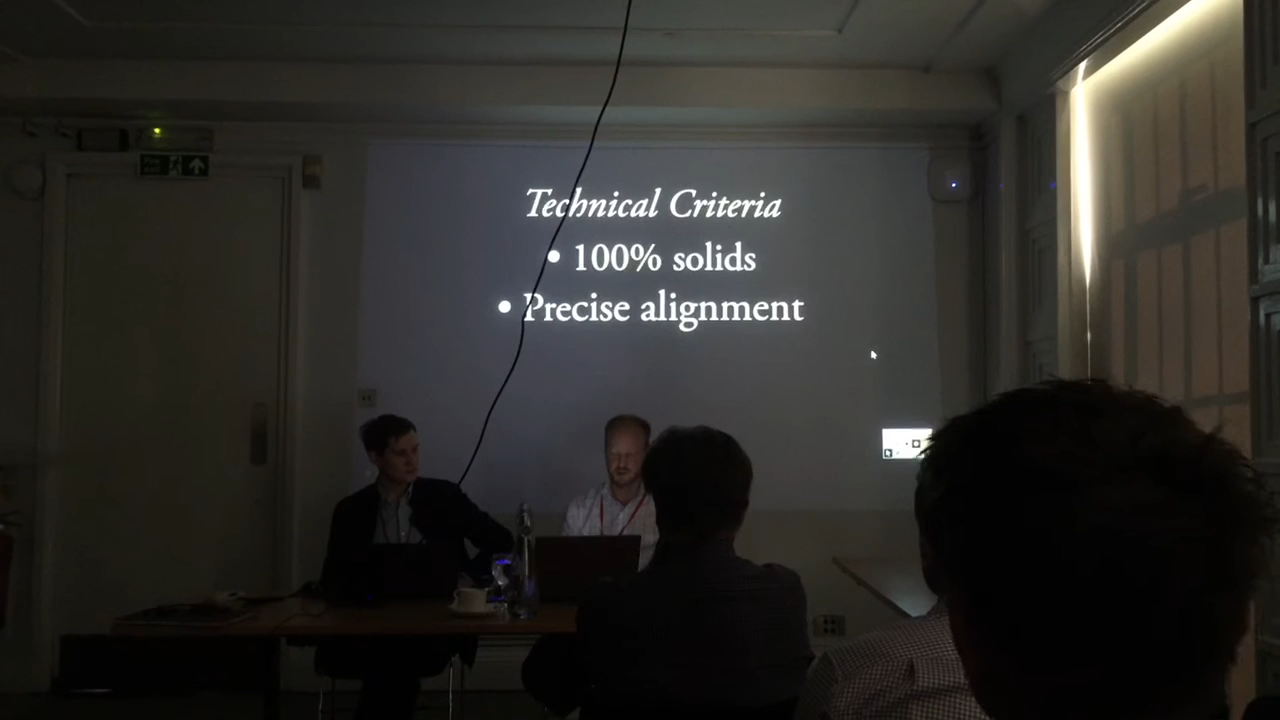 Technical Criteria
• 100% solids
• Precise alignment